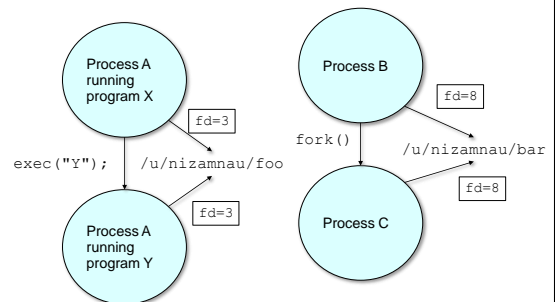 Process A
running
program X
fd=3
exec("Y");
/u/nizamnau/foo
fd=3
Process A
running
program Y
Process B
fd=8
fork()
/u/nizamnau/bar
fd=8
Process C